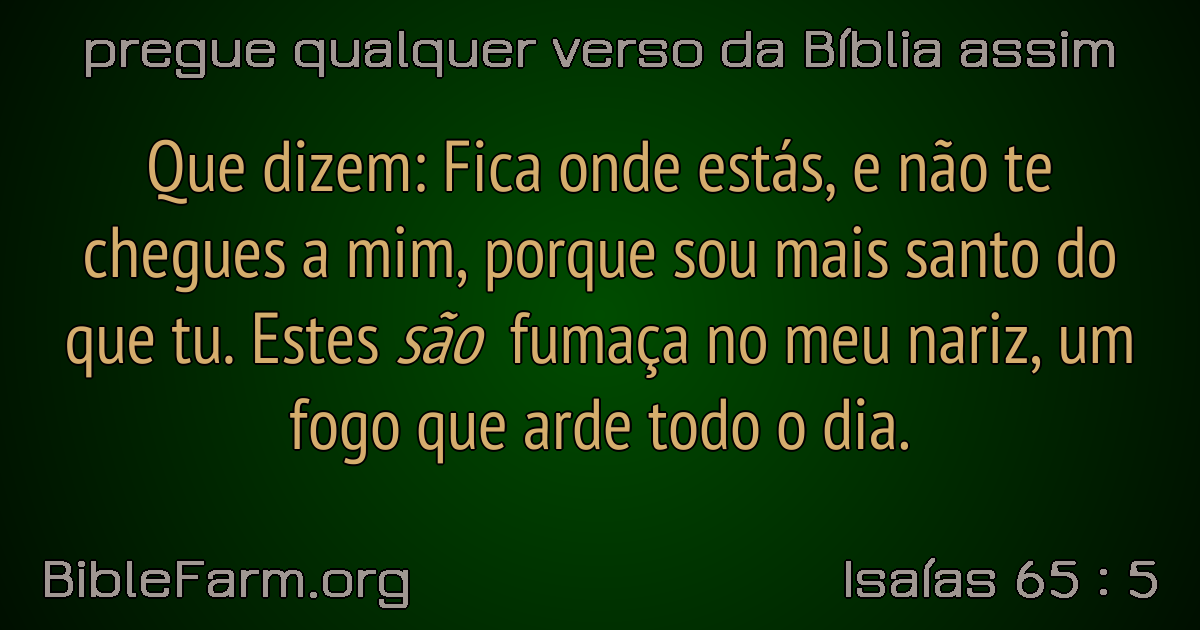 pregue qualquer verso da Bíblia assim
Que dizem: Fica onde estás, e não te
chegues a mim, porque sou mais santo do
que tu. Estes são fumaça no meu nariz, um
fogo que arde todo o dia.
BibleFarm.org
Isaías 65 : 5